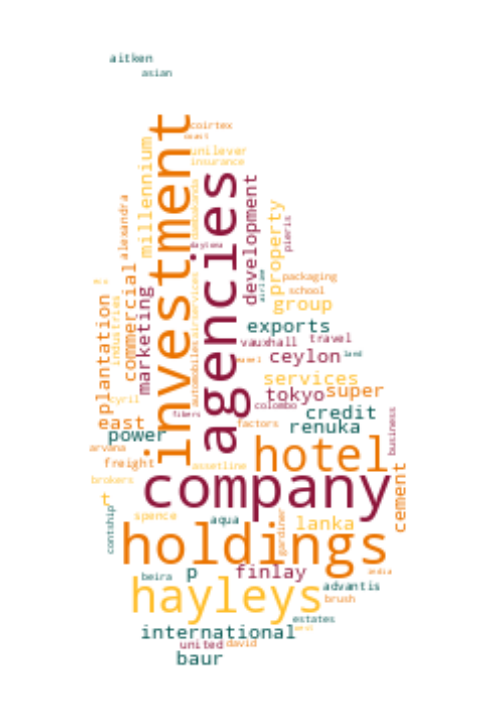 aitken
asian
coirtex
unilever
insurance
investment
millennium
agencies
development
alexandra
property
pieris
daytona
packaging
school
group
commercial
marketing
plantation
industries
automobiles
exports
vauxhall
travel
ceylon
land
services
tokyo
super
cyril
colombo
credit
fibers
factors
renuka
business
east
power
arvana
freight
hotel
assetline
brokers
company
cement
t
spence
aqua
lanka
gardiner
contship
holdings
beira
p
finlay
india
advantis
hayleys
brush
estates
international
west
united
david
baur